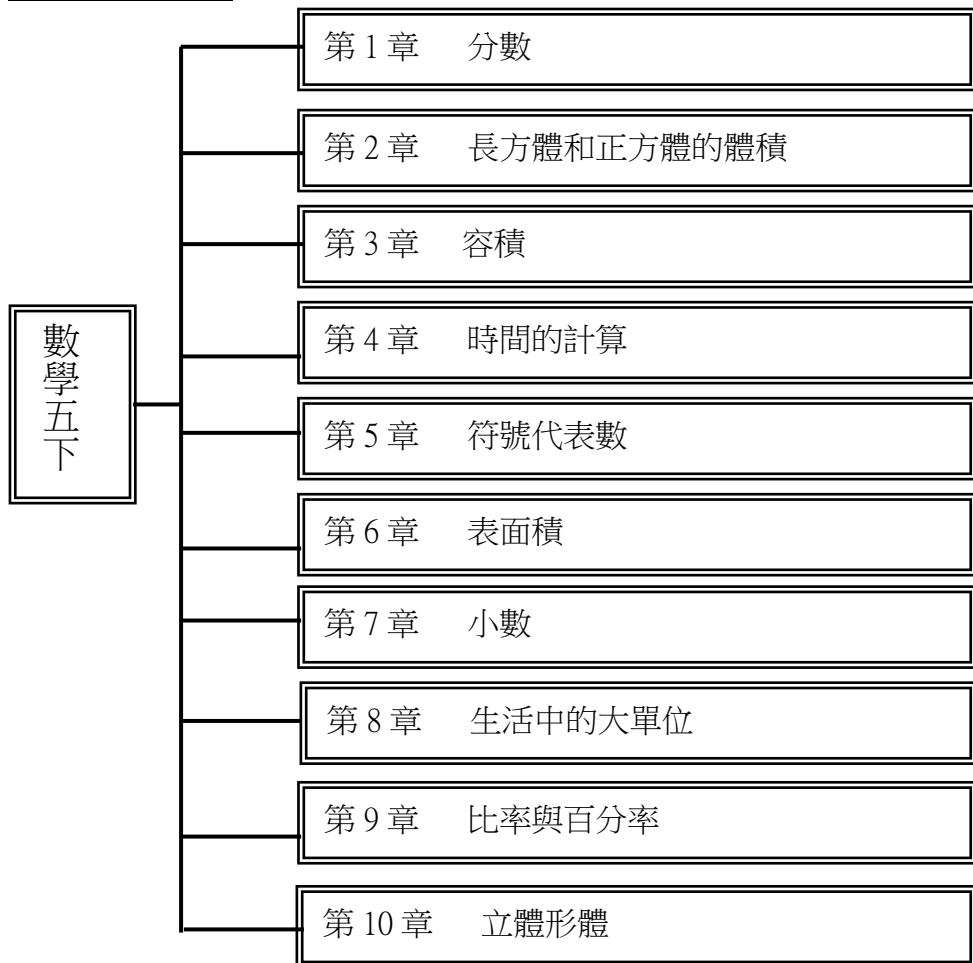 第 1 章 分數
第 2 章 長方體和正方體的體積
第 3 章 容積
數學五下
第 4 章 時間的計算
第 5 章 符號代表數
第 6 章 表面積
第 7 章 小數
第 8 章 生活中的大單位
第 9 章 比率與百分率
第 10 章 立體形體